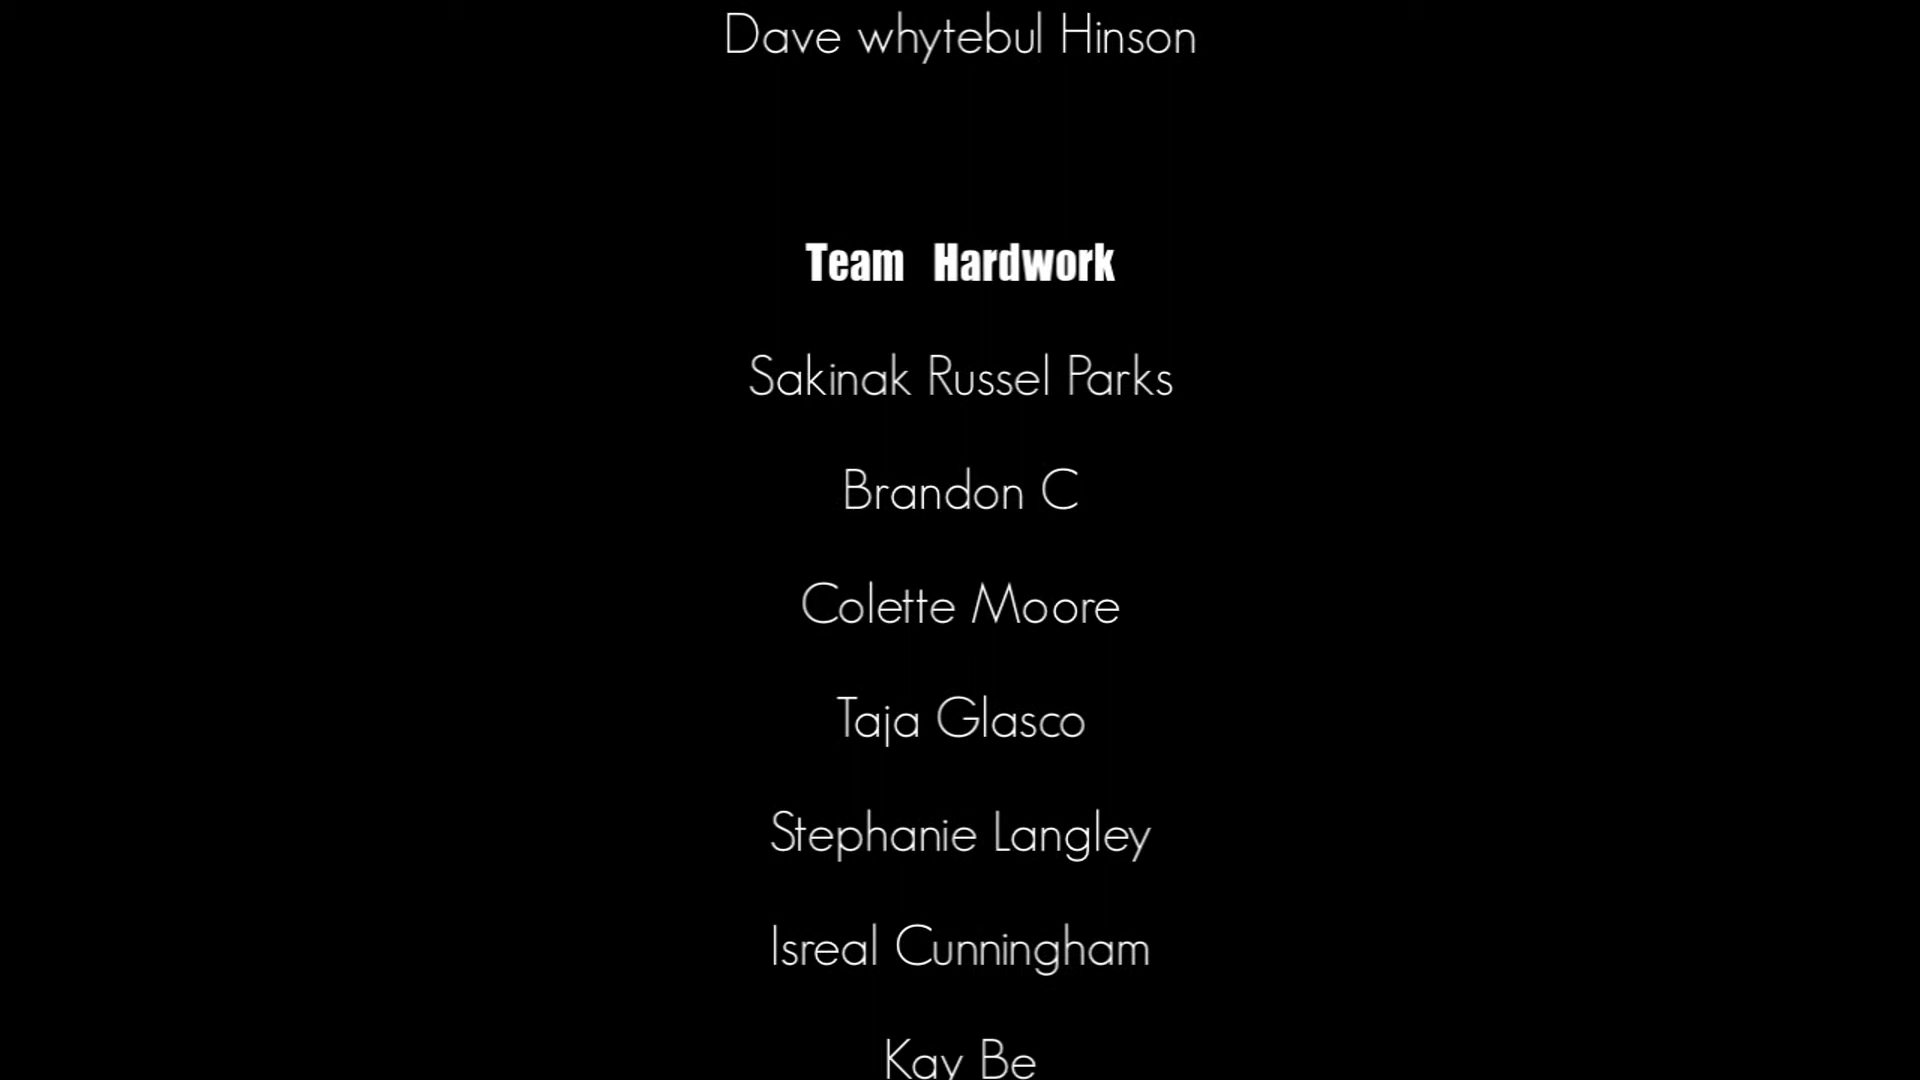 Dave whytebul Hinson
Team Hardwork
Sakinak Russel Parks
Brandon C
Colette Moore
Taja Glasco
Stephanie Langley
Isreal Cunningham
Kay Be